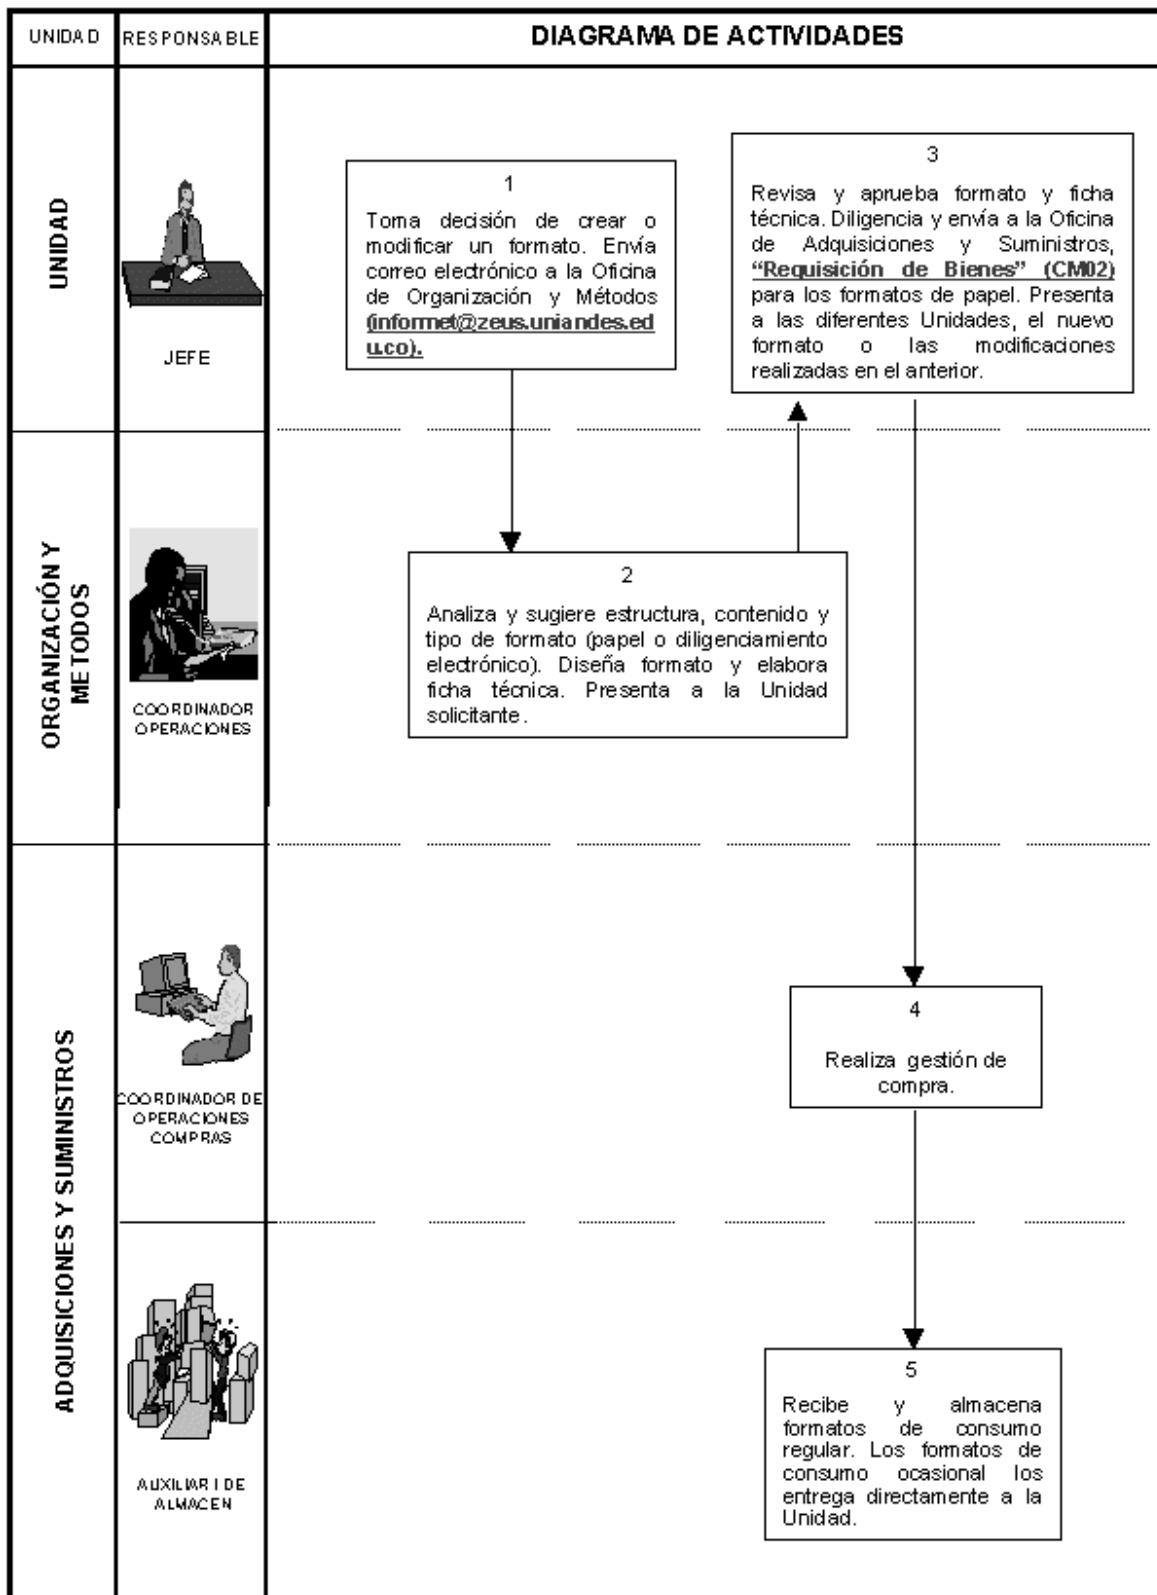 UNIDAD
RESPONSABLE
DIAGRAMA DE ACTIVIDADES
UNIDAD
JEFE
1
Toma decisión de crear o
modificar un formato. Envía
correo electrónico a la Oficina
de Organización y Métodos
(informet@zeus.uniandes.ed
u.co).
3
Revisa y aprueba formato y ficha
técnica. Diligencia y envía a la Oficina
de Adquisiciones y Suministros,
“Requisición de Bienes” (CM02)
para los formatos de papel. Presenta
a las diferentes Unidades, el nuevo
formato o las modificaciones
realizadas en el anterior.
ORGANIZACIÓN Y
METODOS
COORDINADOR
OPERACIONES
2
Analiza y sugiere estructura, contenido y
tipo de formato (papel o diligenciamiento
electrónico). Diseña formato y elabora
ficha técnica. Presenta a la Unidad
solicitante.
ADQUISICIONES Y SUMINISTROS
COORDINADOR DE
OPERACIONES
COMPRAS
4
Realiza gestión de
compra.
AUXILIAR I DE
ALMACEN
5
Recibe y almacena
formatos de consumo
regular. Los formatos de
consumo ocasional los
entrega directamente a la
Unidad.